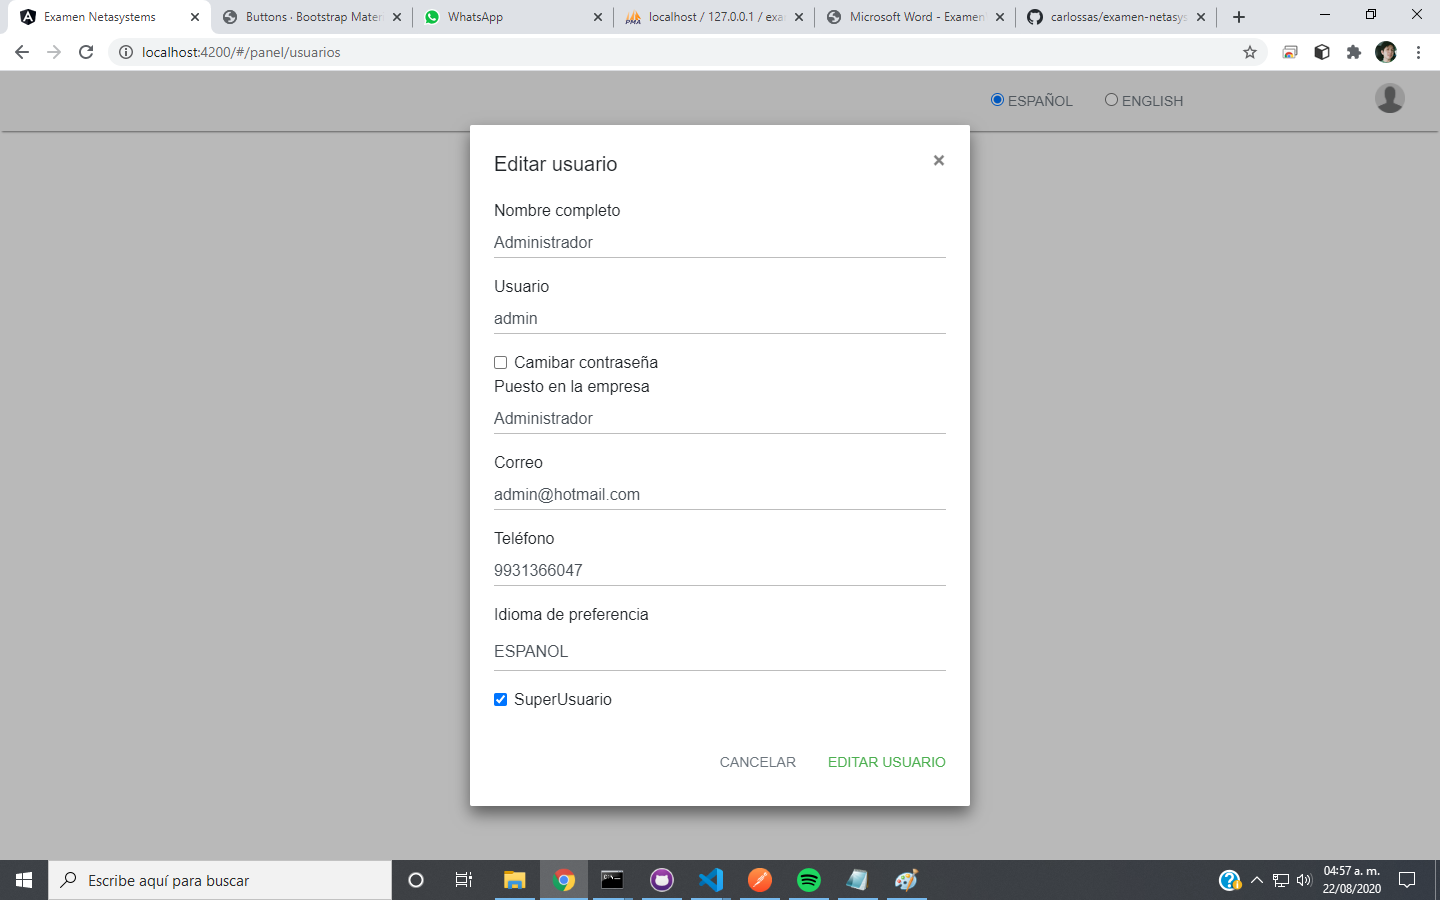 Examen Netasystems
Buttons · Bootstrap Mater
WhatsApp
localhost / 127.0.0.1 / exa
Microsoft Word - Examen
carlossas/examen-netasys
localhost:4200/#/panel/usuarios
ESPAÑOL
ENGLISH
Editar usuario
×
Nombre completo
Administrador
Usuario
admin
Camibar contraseña
Puesto en la empresa
Administrador
Correo
admin@hotmail.com
Teléfono
9931366047
Idioma de preferencia
ESPANOL
SuperUsuario
CANCELAR
EDITAR USUARIO
Escribe aquí para buscar
04:57 a. m.
22/08/2020